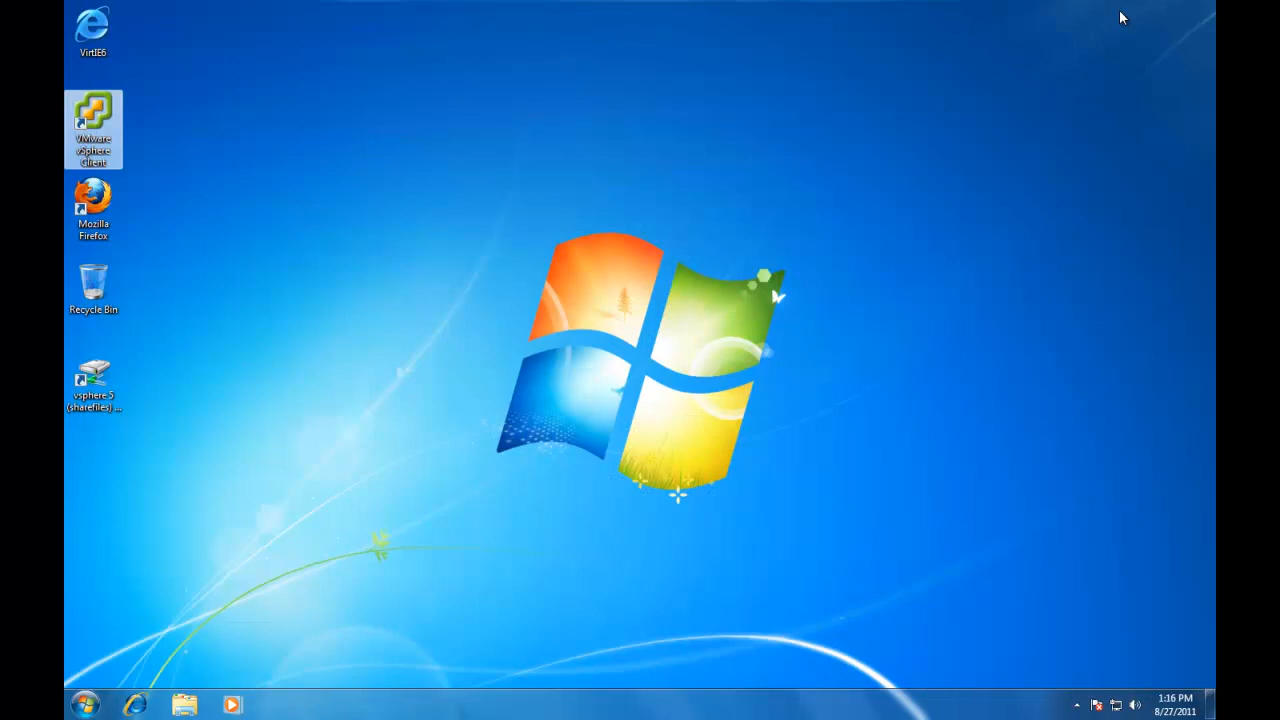 VirtIE6
VMware
vSphere
Client
Mozilla
Firefox
Recycle Bin
vsphere 5
(sharefiles) ...
1:16 PM
8/27/2011